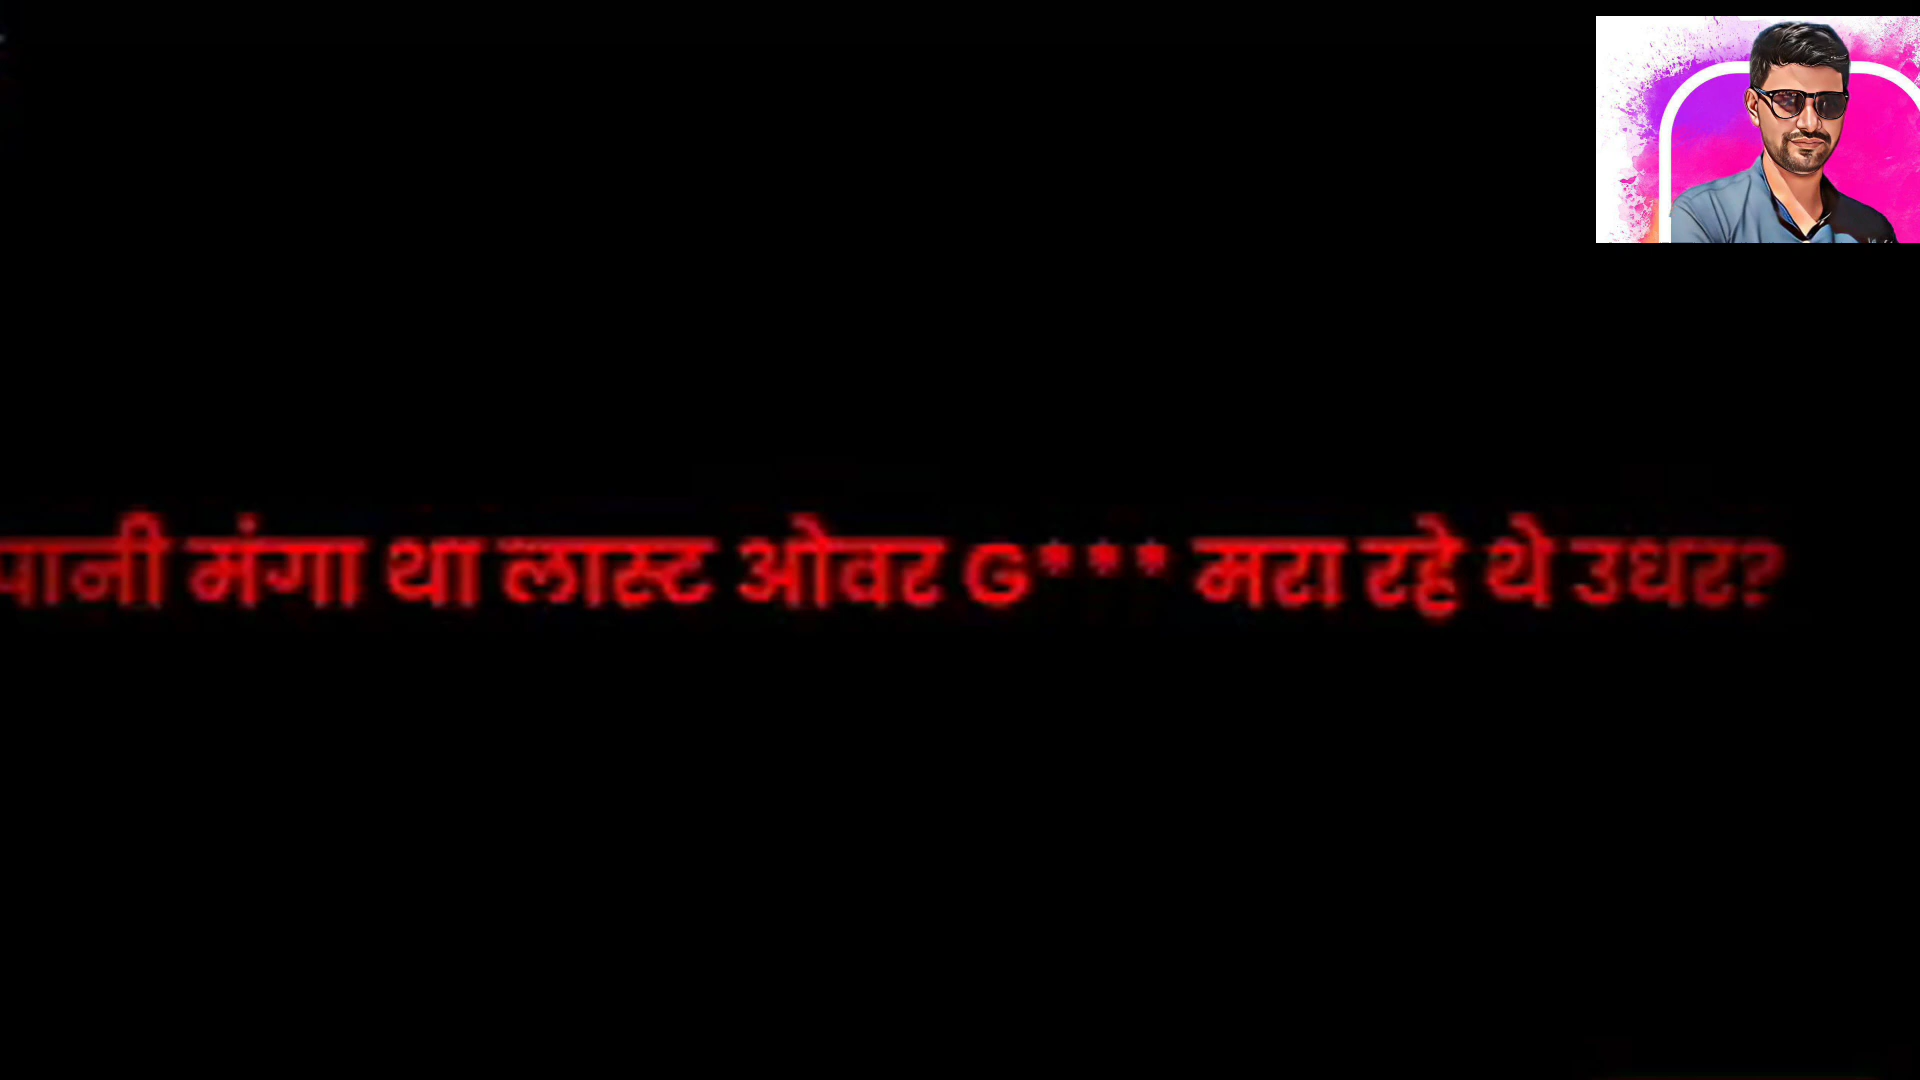 पानी मंगा था लास्ट ओवर G*** मरा रहे थे उधर?